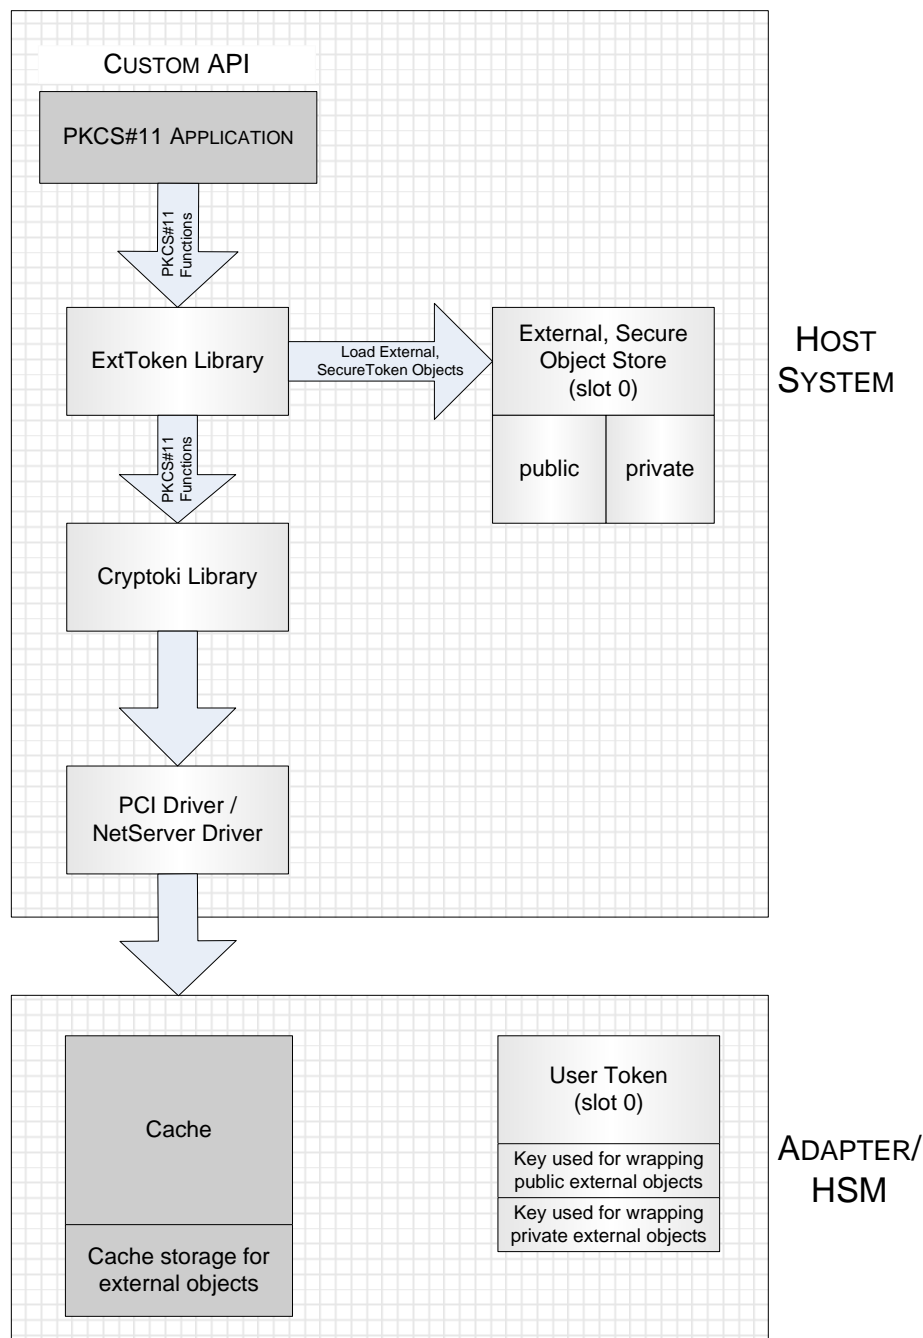 CUSTOM API
PKCS#11 APPLICATION
PKCS#11
Functions
ExtToken Library
Load External,
SecureToken Objects
External, Secure
Object Store
(slot 0)
public
private
HOST
SYSTEM
PKCS#11
Functions
Cryptoki Library
PCI Driver /
NetServer Driver
Cache
Cache storage for
external objects
User Token
(slot 0)
Key used for wrapping
public external objects
Key used for wrapping
private external objects
ADAPTER/
HSM